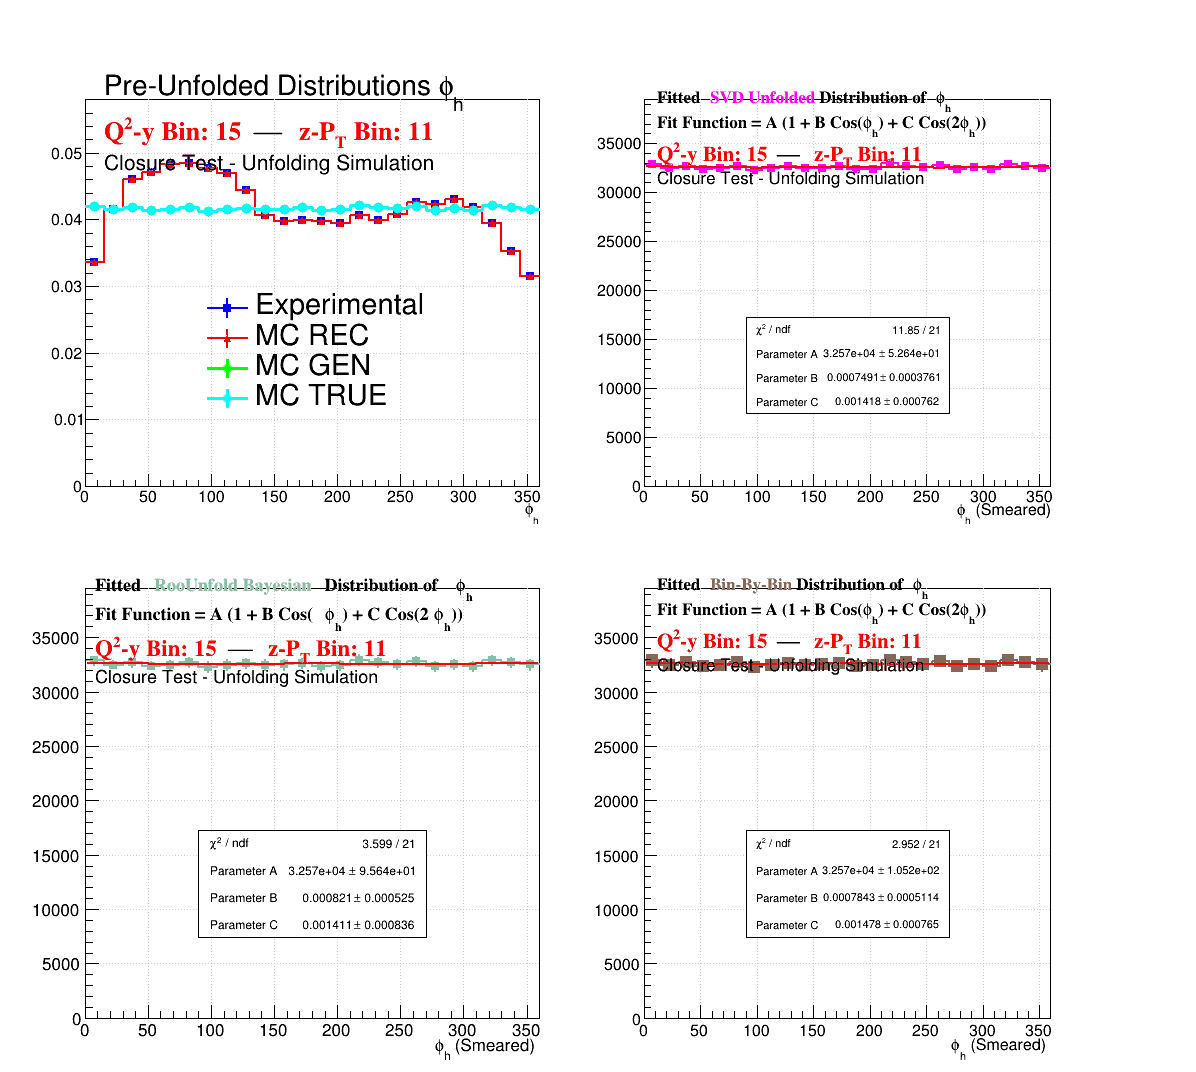 Pre-Unfolded Distributions ϕh
Q²-y Bin: 15 — z-PT Bin: 11
Closure Test - Unfolding Simulation
0.05
0.04
0.03
0.02
0.01
0
Experimental
MC REC
MC GEN
MC TRUE
0 50 100 150 200 250 300 350
ϕh
Fitted SVD Unfolded Distribution of ϕh
Fit Function = A (1 + B Cos(ϕh) + C Cos(2ϕh))
Q²-y Bin: 15 — z-PT Bin: 11
Closure Test - Unfolding Simulation
35000
30000
25000
20000
15000
10000
5000
0
χ² / ndf 11.85 / 21
Parameter A 3.257e+04 ± 5.264e+01
Parameter B 0.0007491 ± 0.0003761
Parameter C 0.001418 ± 0.000762
0 50 100 150 200 250 300 350
ϕh (Smeared)
Fitted RooUnfold Bayesian Distribution of ϕh
Fit Function = A (1 + B Cos( ϕh) + C Cos(2 ϕh))
Q²-y Bin: 15 — z-PT Bin: 11
Closure Test - Unfolding Simulation
35000
30000
25000
20000
15000
10000
5000
0
χ² / ndf 3.599 / 21
Parameter A 3.257e+04 ± 9.564e+01
Parameter B 0.000821 ± 0.000525
Parameter C 0.001411 ± 0.000836
0 50 100 150 200 250 300 350
ϕh (Smeared)
Fitted Bin-By-Bin Distribution of ϕh
Fit Function = A (1 + B Cos(ϕh) + C Cos(2ϕh))
Q²-y Bin: 15 — z-PT Bin: 11
Closure Test - Unfolding Simulation
35000
30000
25000
20000
15000
10000
5000
0
χ² / ndf 2.952 / 21
Parameter A 3.257e+04 ± 1.052e+02
Parameter B 0.0007843 ± 0.0005114
Parameter C 0.001478 ± 0.000765
0 50 100 150 200 250 300 350
ϕh (Smeared)